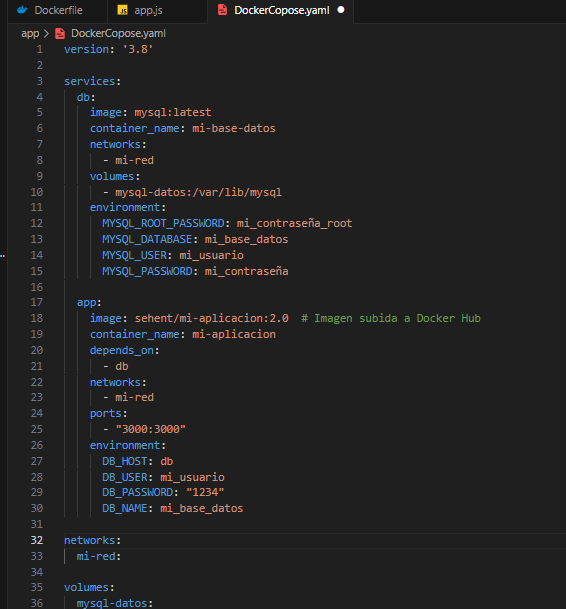 Dockerfile JS app.js DockerCopose.yaml
app > DockerCopose.yaml
1 version: '3.8'
2
3 services:
4   db:
5     image: mysql:latest
6     container_name: mi-base-datos
7     networks:
8       - mi-red
9     volumes:
10       - mysql-datos:/var/lib/mysql
11     environment:
12       MYSQL_ROOT_PASSWORD: mi_contraseña_root
13       MYSQL_DATABASE: mi_base_datos
14       MYSQL_USER: mi_usuario
15       MYSQL_PASSWORD: mi_contraseña
16
17   app:
18     image: sehent/mi-aplicacion:2.0  # Imagen subida a Docker Hub
19     container_name: mi-aplicacion
20     depends_on:
21       - db
22     networks:
23       - mi-red
24     ports:
25       - "3000:3000"
26     environment:
27       DB_HOST: db
28       DB_USER: mi_usuario
29       DB_PASSWORD: "1234"
30       DB_NAME: mi_base_datos
31
32 networks:
33   mi-red:
34
35 volumes:
36   mysql-datos: